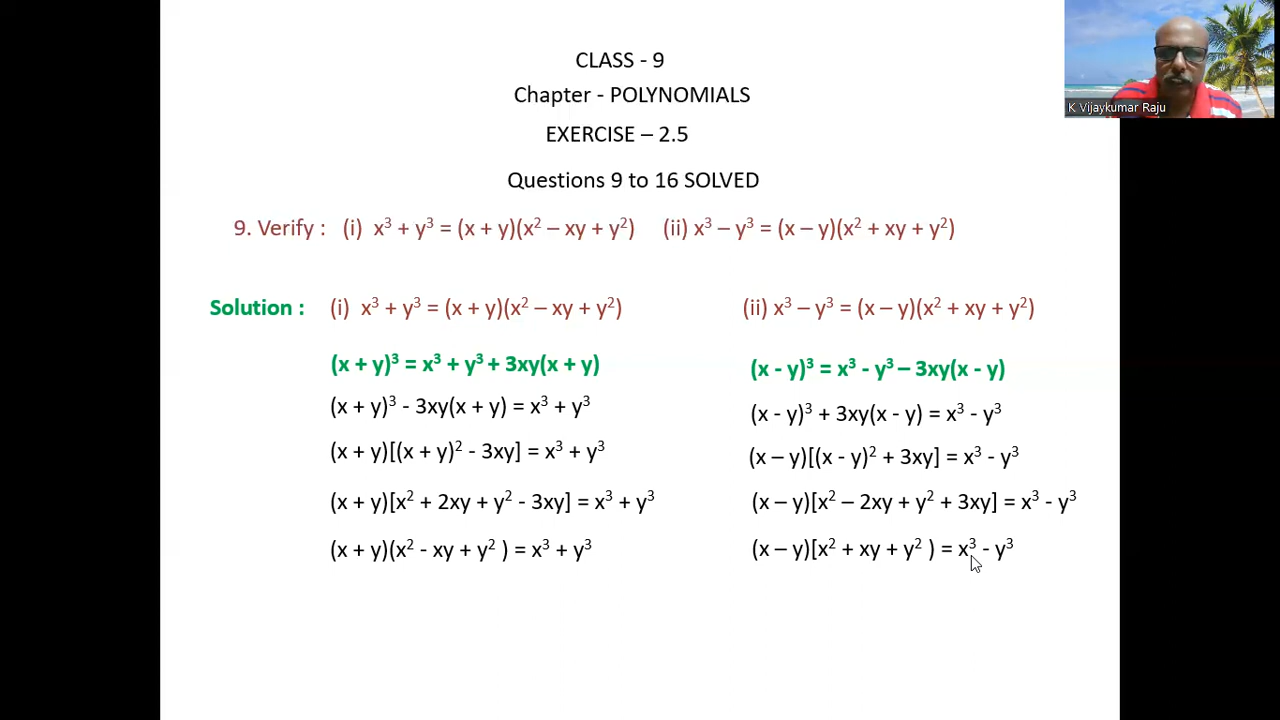 CLASS - 9
Chapter - POLYNOMIALS
EXERCISE – 2.5
Questions 9 to 16 SOLVED
K Vijaykumar Raju
9. Verify : (i) x³ + y³ = (x + y)(x² – xy + y²) (ii) x³ – y³ = (x – y)(x² + xy + y²)
Solution : (i) x³ + y³ = (x + y)(x² – xy + y²)
(x + y)³ = x³ + y³ + 3xy(x + y)
(x + y)³ - 3xy(x + y) = x³ + y³
(x + y)[(x + y)² - 3xy] = x³ + y³
(x + y)[x² + 2xy + y² - 3xy] = x³ + y³
(x + y)(x² - xy + y² ) = x³ + y³
(ii) x³ – y³ = (x – y)(x² + xy + y²)
(x - y)³ = x³ - y³ – 3xy(x - y)
(x - y)³ + 3xy(x - y) = x³ - y³
(x – y)[(x - y)² + 3xy] = x³ - y³
(x – y)[x² – 2xy + y² + 3xy] = x³ - y³
(x – y)[x² + xy + y² ) = x³ - y³